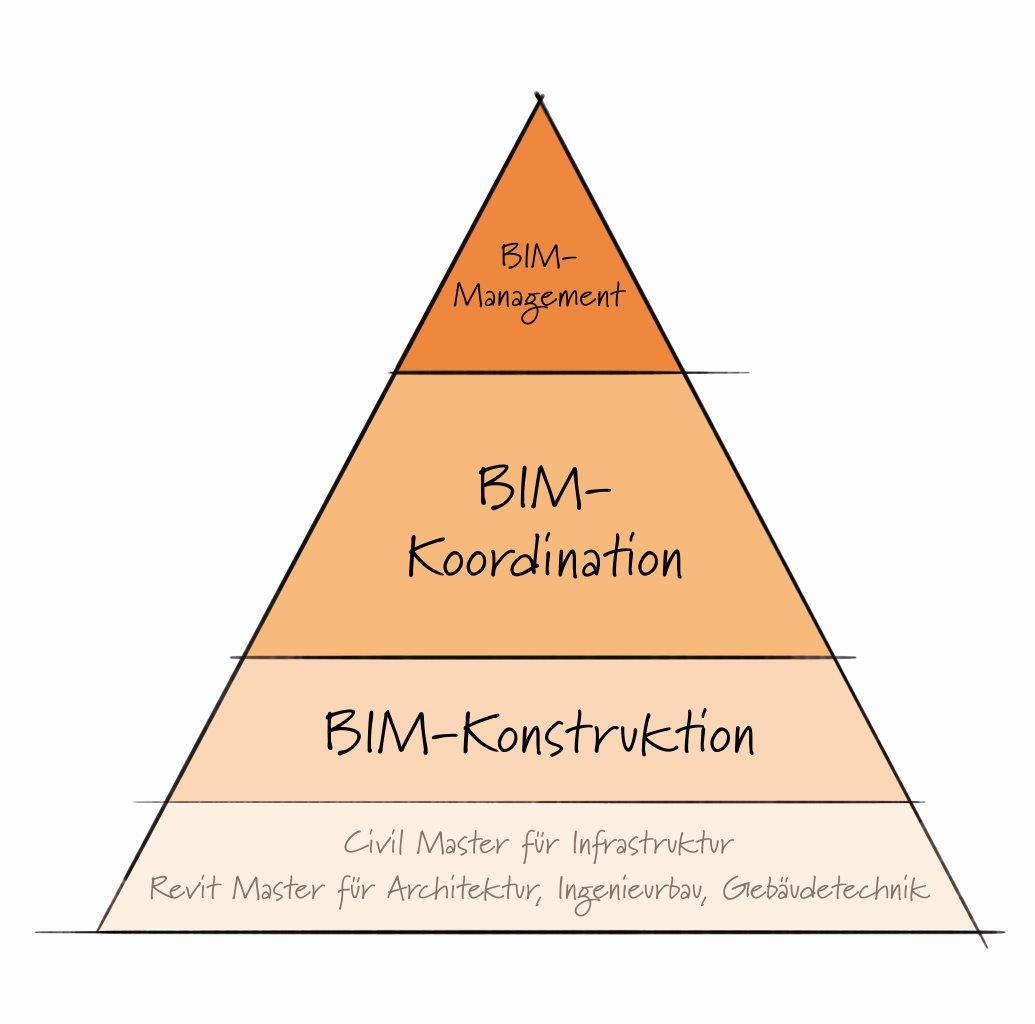 BIM-
Management
BIM-
Koordination
BIM-Konstruktion
Civil Master für Infrastruktur
Revit Master für Architektur, Ingenieurbau, Gebäudetechnik